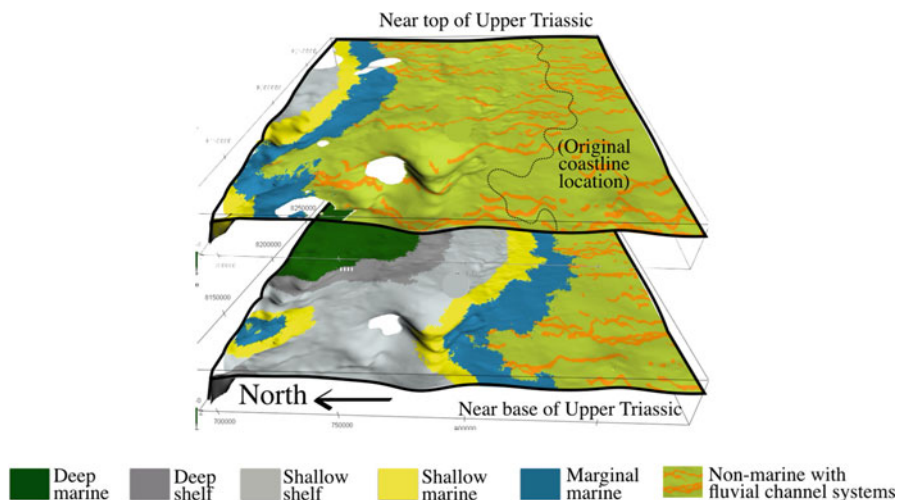 Near top of Upper Triassic
(Original
coastline
location)
8250000
8200000
8150000
North
Near base of Upper Triassic
700000
750000
800000
Deep
marine
Deep
shelf
Shallow
shelf
Shallow
marine
Marginal
marine
Non-marine with
fluvial channel systems